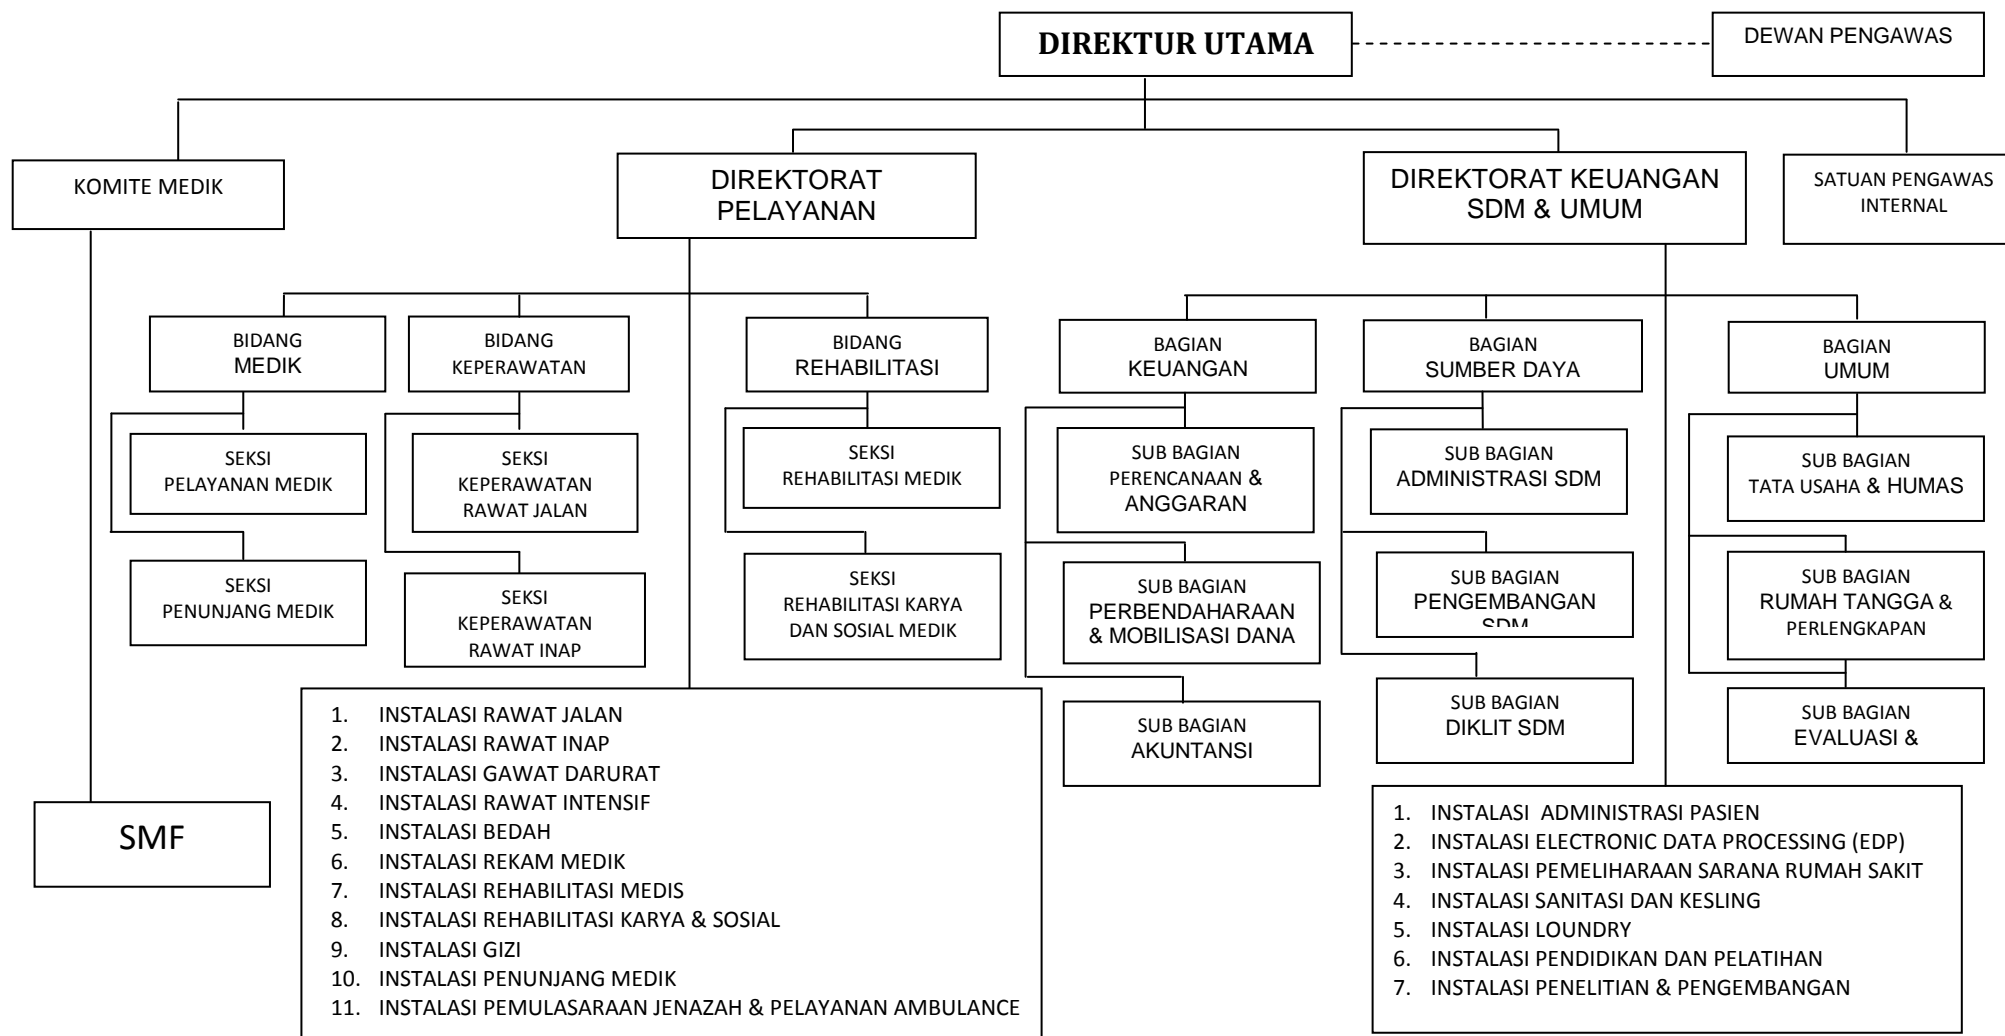 DIREKTUR UTAMA
DEWAN PENGAWAS
KOMITE MEDIK
DIREKTORAT
PELAYANAN
DIREKTORAT KEUANGAN
SDM & UMUM
SATUAN PENGAWAS
INTERNAL
BIDANG
MEDIK
BIDANG
KEPERAWATAN
BIDANG
REHABILITASI
BAGIAN
KEUANGAN
BAGIAN
SUMBER DAYA
BAGIAN
UMUM
SEKSI
PELAYANAN MEDIK
SEKSI
KEPERAWATAN
RAWAT JALAN
SEKSI
REHABILITASI MEDIK
SUB BAGIAN
PERENCANAAN &
ANGGARAN
SUB BAGIAN
ADMINISTRASI SDM
SUB BAGIAN
TATA USAHA & HUMAS
SEKSI
PENUNJANG MEDIK
SEKSI
KEPERAWATAN
RAWAT INAP
SEKSI
REHABILITASI KARYA
DAN SOSIAL MEDIK
SUB BAGIAN
PERBENDAHARAAN
& MOBILISASI DANA
SUB BAGIAN
PENGEMBANGAN
SDM
SUB BAGIAN
RUMAH TANGGA &
PERLENGKAPAN
SUB BAGIAN
AKUNTANSI
SUB BAGIAN
DIKLIT SDM
SUB BAGIAN
EVALUASI &
SMF
1. INSTALASI RAWAT JALAN
2. INSTALASI RAWAT INAP
3. INSTALASI GAWAT DARURAT
4. INSTALASI RAWAT INTENSIF
5. INSTALASI BEDAH
6. INSTALASI REKAM MEDIK
7. INSTALASI REHABILITASI MEDIS
8. INSTALASI REHABILITASI KARYA & SOSIAL
9. INSTALASI GIZI
10. INSTALASI PENUNJANG MEDIK
11. INSTALASI PEMULASARAAN JENAZAH & PELAYANAN AMBULANCE
1. INSTALASI ADMINISTRASI PASIEN
2. INSTALASI ELECTRONIC DATA PROCESSING (EDP)
3. INSTALASI PEMELIHARAAN SARANA RUMAH SAKIT
4. INSTALASI SANITASI DAN KESLING
5. INSTALASI LOUNDRY
6. INSTALASI PENDIDIKAN DAN PELATIHAN
7. INSTALASI PENELITIAN & PENGEMBANGAN